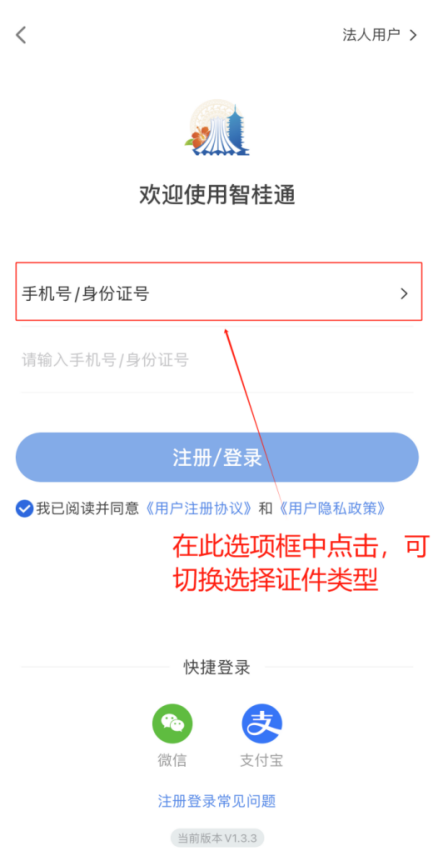 法人用户
欢迎使用智桂通
手机号/身份证号
请输入手机号/身份证号
注册/登录
我已阅读并同意《用户注册协议》和《用户隐私政策》
在此选项框中点击，可
切换选择证件类型
快捷登录
支
微信 支付宝
注册登录常见问题
当前版本V1.3.3